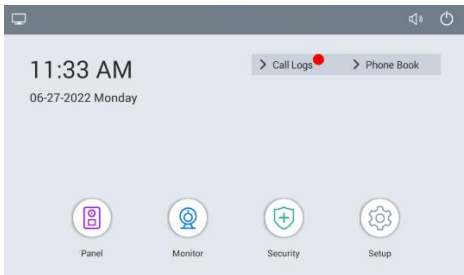 11:33 AM
Call Logs
Phone Book
06-27-2022 Monday
Panel
Monitor
Security
Setup